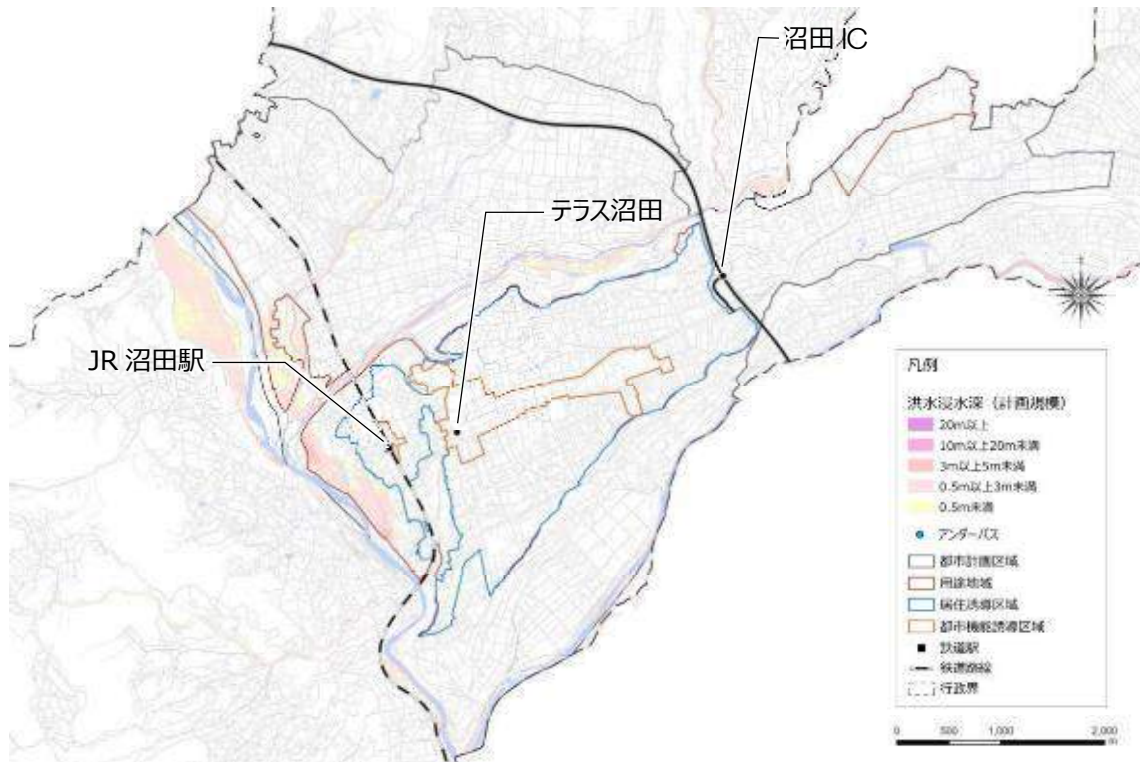 沼田 IC
テラス沼田
JR 沼田駅
凡例
洪水浸水深（計画規模）
20m以上
10m以上20m未満
3m以上5m未満
0.5m以上3m未満
0.5m未満
アンダーパス
都市計画区域
用途地域
居住誘導区域
都市機能誘導区域
鉄道駅
鉄道路線
行政界
0 500 1,000 2,000
m